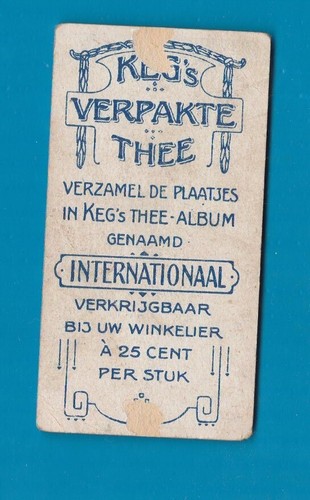 KEG's
VERPAKTE
THEE
VERZAMEL DE PLAATJES
IN KEG's THEE-ALBUM
GENAAMD
INTERNATIONAAL
VERKRIJGBAAR
BIJ UW WINKELIER
À 25 CENT
PER STUK